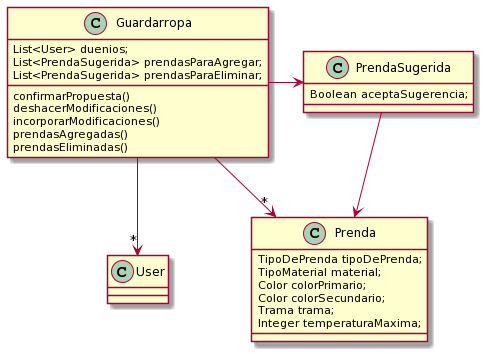 C Guardarropa
List<User> duenios;
List<PrendaSugerida> prendasParaAgregar;
List<PrendaSugerida> prendasParaEliminar;
confirmarPropuesta()
deshacerModificaciones()
incorporarModificaciones()
prendasAgregadas()
prendasEliminadas()
C PrendaSugerida
Boolean aceptaSugerencia;
*
*
C User
C Prenda
TipoDePrenda tipoDePrenda;
TipoMaterial material;
Color colorPrimario;
Color colorSecundario;
Trama trama;
Integer temperaturaMaxima;